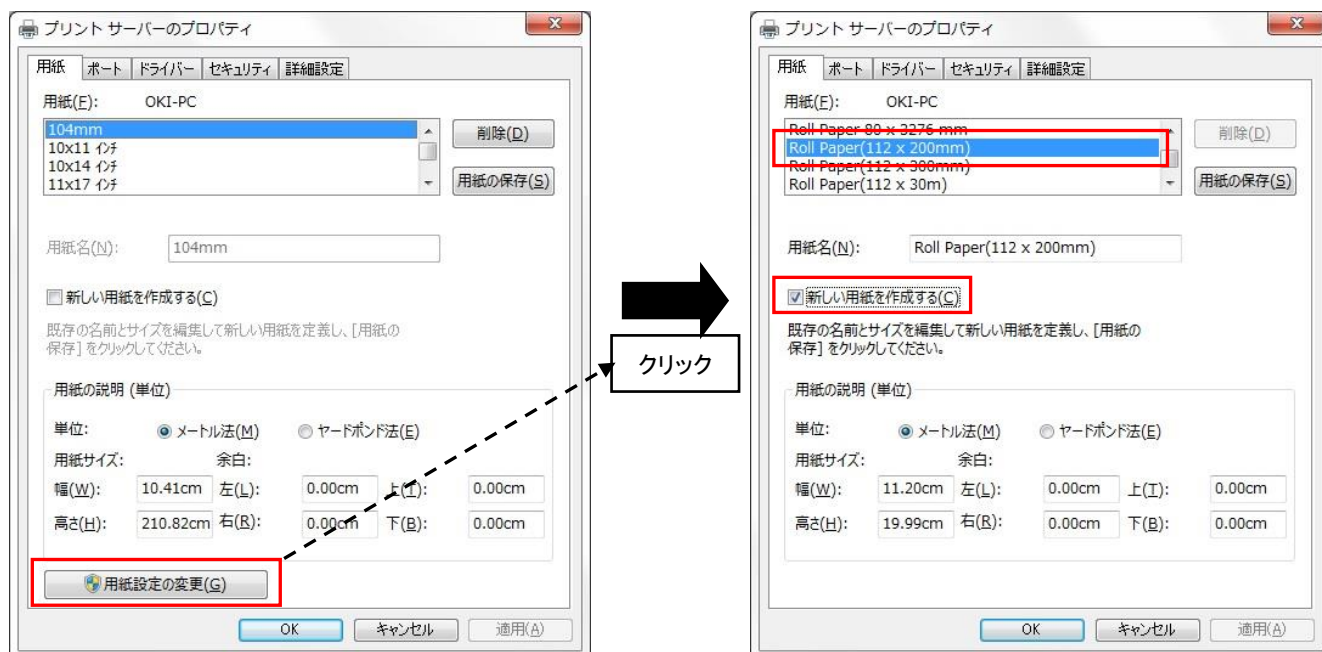 プリント サーバーのプロパティ
用紙 ポート ドライバー セキュリティ 詳細設定
用紙(F): OKI-PC
104mm
10x11 インチ
10x14 インチ
11x17 インチ
削除(D)
用紙の保存(S)
用紙名(N): 104mm
新しい用紙を作成する(C)
既存の名前とサイズを編集して新しい用紙を定義し、[用紙の
保存] をクリックしてください。
用紙の説明 (単位)
単位: メートル法(M) ヤードポンド法(E)
用紙サイズ: 余白:
幅(W): 10.41cm 左(L): 0.00cm 上(T): 0.00cm
高さ(H): 210.82cm 右(R): 0.00cm 下(B): 0.00cm
用紙設定の変更(G)
OK キャンセル 適用(A)
クリック
プリント サーバーのプロパティ
用紙 ポート ドライバー セキュリティ 詳細設定
用紙(F): OKI-PC
Roll Paper 80 x 3276 mm
Roll Paper(112 x 200mm)
Roll Paper(112 x 300mm)
Roll Paper(112 x 30m)
削除(D)
用紙の保存(S)
用紙名(N): Roll Paper(112 x 200mm)
新しい用紙を作成する(C)
既存の名前とサイズを編集して新しい用紙を定義し、[用紙の
保存] をクリックしてください。
用紙の説明 (単位)
単位: メートル法(M) ヤードポンド法(E)
用紙サイズ: 余白:
幅(W): 11.20cm 左(L): 0.00cm 上(T): 0.00cm
高さ(H): 19.99cm 右(R): 0.00cm 下(B): 0.00cm
OK キャンセル 適用(A)